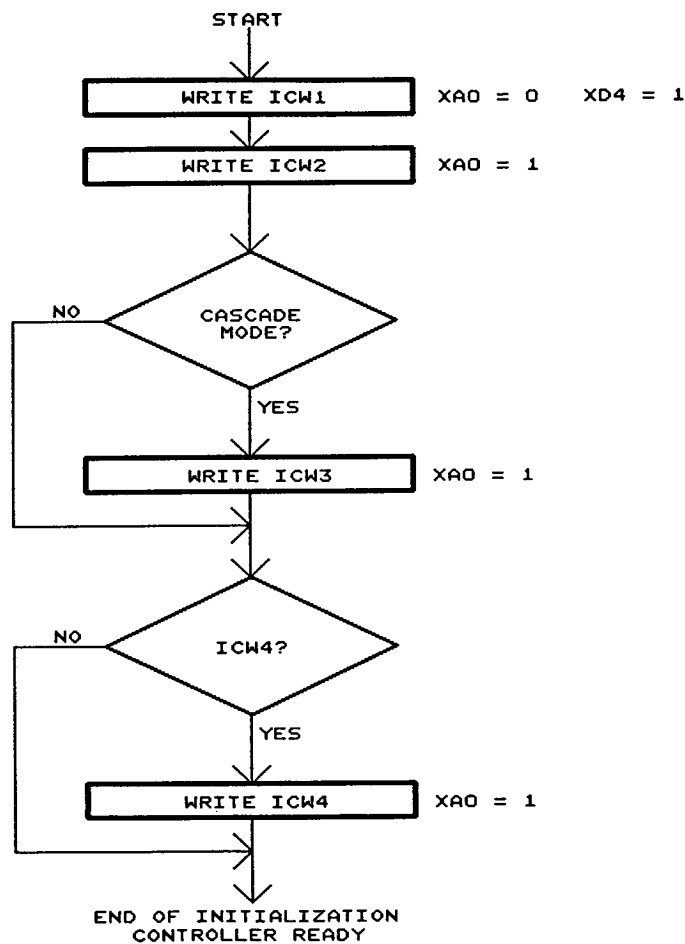 START
WRITE ICW1 XA0 = 0 XD4 = 1
WRITE ICW2 XA0 = 1
NO
CASCADE
MODE?
YES
WRITE ICW3 XA0 = 1
NO
ICW4?
YES
WRITE ICW4 XA0 = 1
END OF INITIALIZATION
CONTROLLER READY